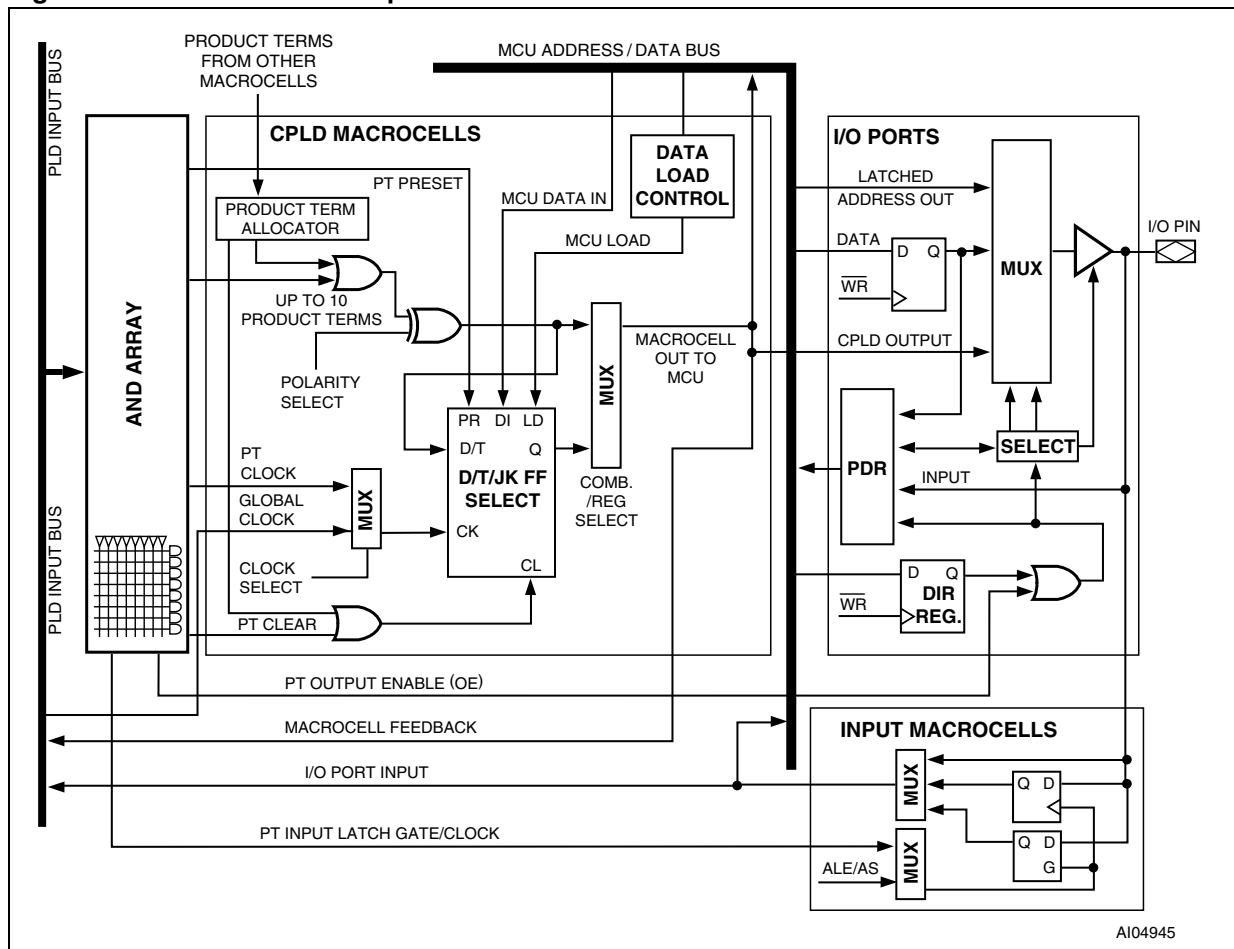 PRODUCT TERMS
FROM OTHER
MACROCELLS
MCU ADDRESS / DATA BUS
PLD INPUT BUS
CPLD MACROCELLS
I/O PORTS
DATA
LOAD
CONTROL
PT PRESET
MCU DATA IN
LATCHED
ADDRESS OUT
PRODUCT TERM
ALLOCATOR
I/O PIN
MCU LOAD
DATA
D Q
MUX
WR
AND ARRAY
UP TO 10
PRODUCT TERMS
MACROCELL
OUT TO
MCU
CPLD OUTPUT
POLARITY
SELECT
MUX
PR DI LD
D/T Q
SELECT
PT
CLOCK
D/T/JK FF
SELECT
PDR
INPUT
COMB.
/REG
SELECT
GLOBAL
CLOCK
MUX
CK
PLD INPUT BUS
CLOCK
SELECT
CL
D Q
DIR
REG.
WR
PT CLEAR
PT OUTPUT ENABLE (OE)
MACROCELL FEEDBACK
INPUT MACROCELLS
I/O PORT INPUT
MUX
Q D
PT INPUT LATCH GATE/CLOCK
Q D
G
MUX
ALE/AS
AI04945